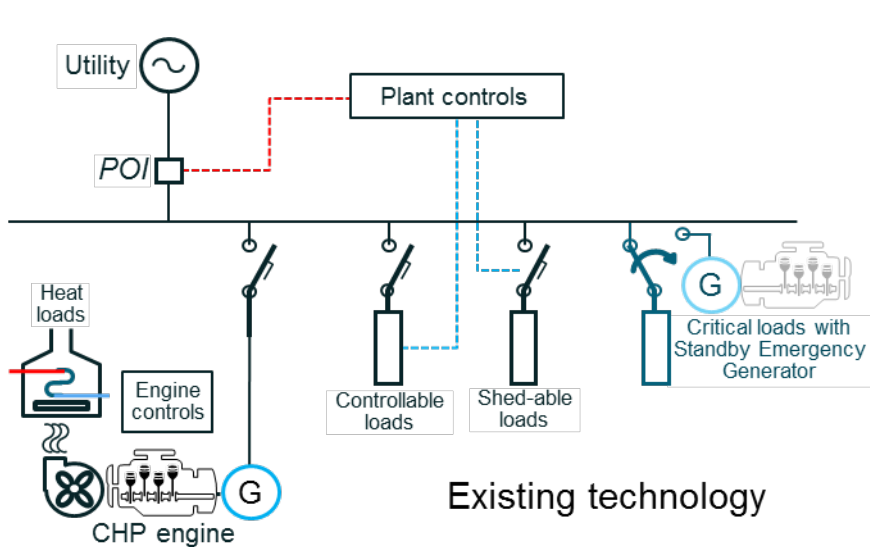 Utility
Plant controls
POI
G
Heat
loads
Critical loads with
Standby Emergency
Generator
Engine
controls
Controllable
loads
Shed-able
loads
G
Existing technology
CHP engine